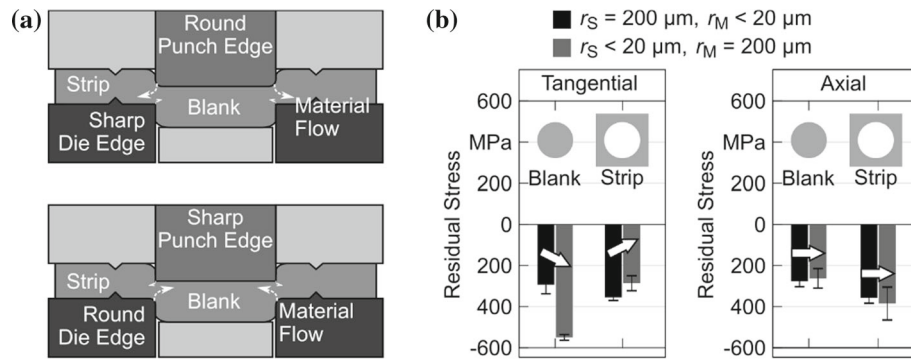 (a)
Round
Punch Edge
Strip
Blank
Sharp
Die Edge
Material
Flow
Sharp
Punch Edge
Strip
Blank
Round
Die Edge
Material
Flow
(b)
rS = 200 µm, rM < 20 µm
rS < 20 µm, rM = 200 µm
Tangential
Residual Stress
600
MPa
200
0
200
400
-600
Blank
Strip
Axial
Residual Stress
600
MPa
200
0
200
400
-600
Blank
Strip